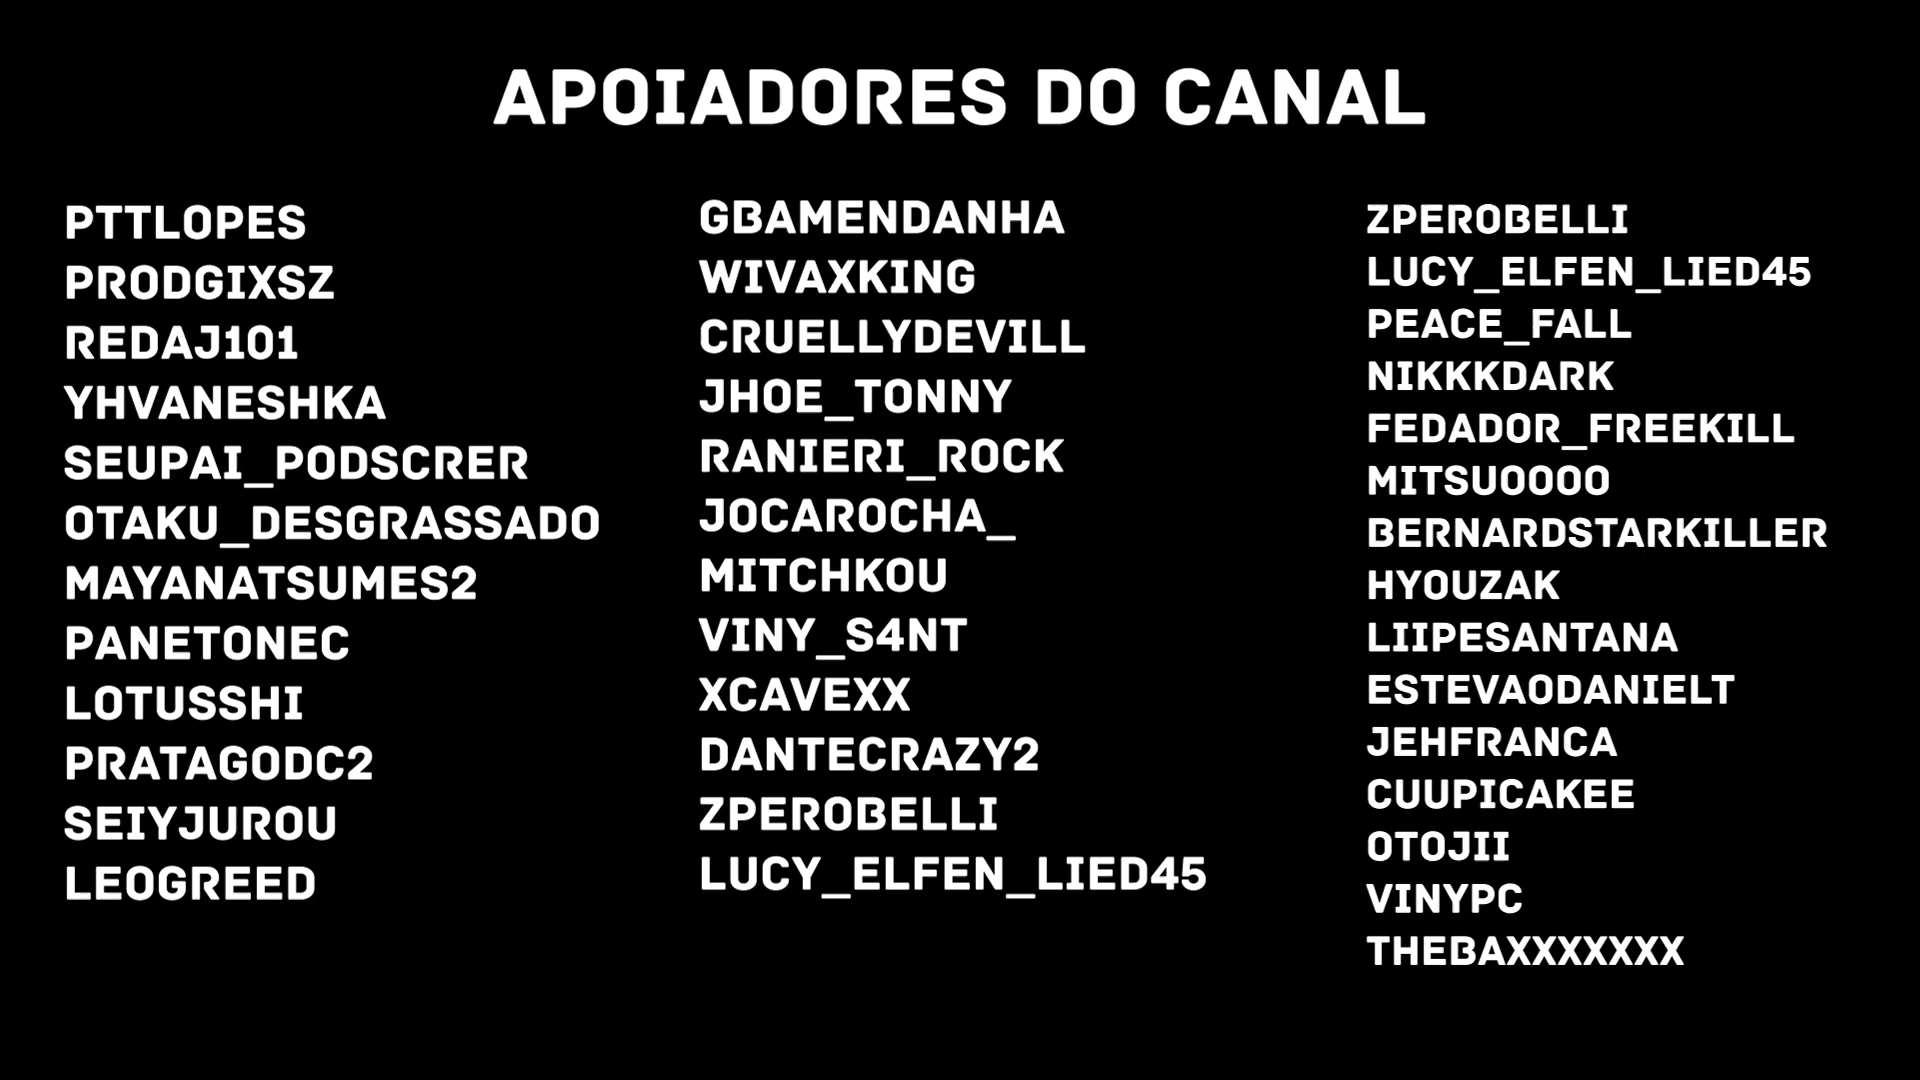 APOIADORES DO CANAL
PTTLOPES
PRODGIXSZ
REDAJ101
YHVANESHKA
SEUPAI_PODSCRER
OTAKU_DESGRASSADO
MAYANATSUMES2
PANETONEC
LOTUSSHI
PRATAGODC2
SEIYJUROU
LEOGREED
GBAMENDANHA
WIVAXKING
CRUELLYDEVILL
JHOE_TONNY
RANIERI_ROCK
JOCAROCHA_
MITCHKOU
VINY_S4NT
XCAVEXX
DANTECRAZY2
ZPEROBELLI
LUCY_ELFEN_LIED45
ZPEROBELLI
LUCY_ELFEN_LIED45
PEACE_FALL
NIKKKDARK
FEDADOR_FREEKILL
MITSUOOOO
BERNARDSTARKILLER
HYOUZAK
LIIPESANTANA
ESTEVAODANIELT
JEHFRANCA
CUUPICAKEE
OTOJII
VINYPC
THEBAXXXXXXX